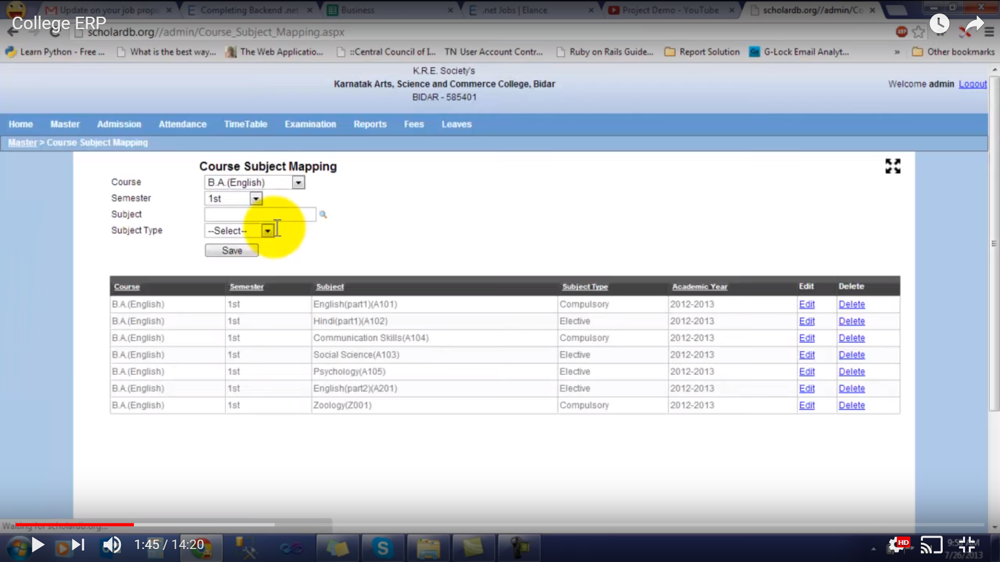 Update on your job prope
Completing Backend .net
Business
.net Jobs | Elance
Project Demo - YouTube
scholardb.org//admin/Co
College ERP
scholardb.org//admin/Course_Subject_Mapping.aspx
ABP
Learn Python - Free ...
What is the best way...
The Web Applicatio...
::Central Council of I...
TN User Account Contr...
Ruby on Rails Guide...
Report Solution
G-Lock Email Analyt...
»
Other bookmarks
K.R.E. Society's
Karnatak Arts, Science and Commerce College, Bidar
BIDAR - 585401
Welcome admin Logout
Home Master Admission Attendance TimeTable Examination Reports Fees Leaves
Master > Course Subject Mapping
Course Subject Mapping
Course B.A.(English)
Semester 1st
Subject
Subject Type --Select--
Save
Course Semester Subject Subject Type Academic Year Edit Delete
B.A.(English) 1st English(part1)(A101) Compulsory 2012-2013 Edit Delete
B.A.(English) 1st Hindi(part1)(A102) Elective 2012-2013 Edit Delete
B.A.(English) 1st Communication Skills(A104) Compulsory 2012-2013 Edit Delete
B.A.(English) 1st Social Science(A103) Elective 2012-2013 Edit Delete
B.A.(English) 1st Psychology(A105) Elective 2012-2013 Edit Delete
B.A.(English) 1st English(part2)(A201) Elective 2012-2013 Edit Delete
B.A.(English) 1st Zoology(Z001) Compulsory 2012-2013 Edit Delete
Waiting for scholardb.org...
1:45 / 14:20
HD
7/26/2013